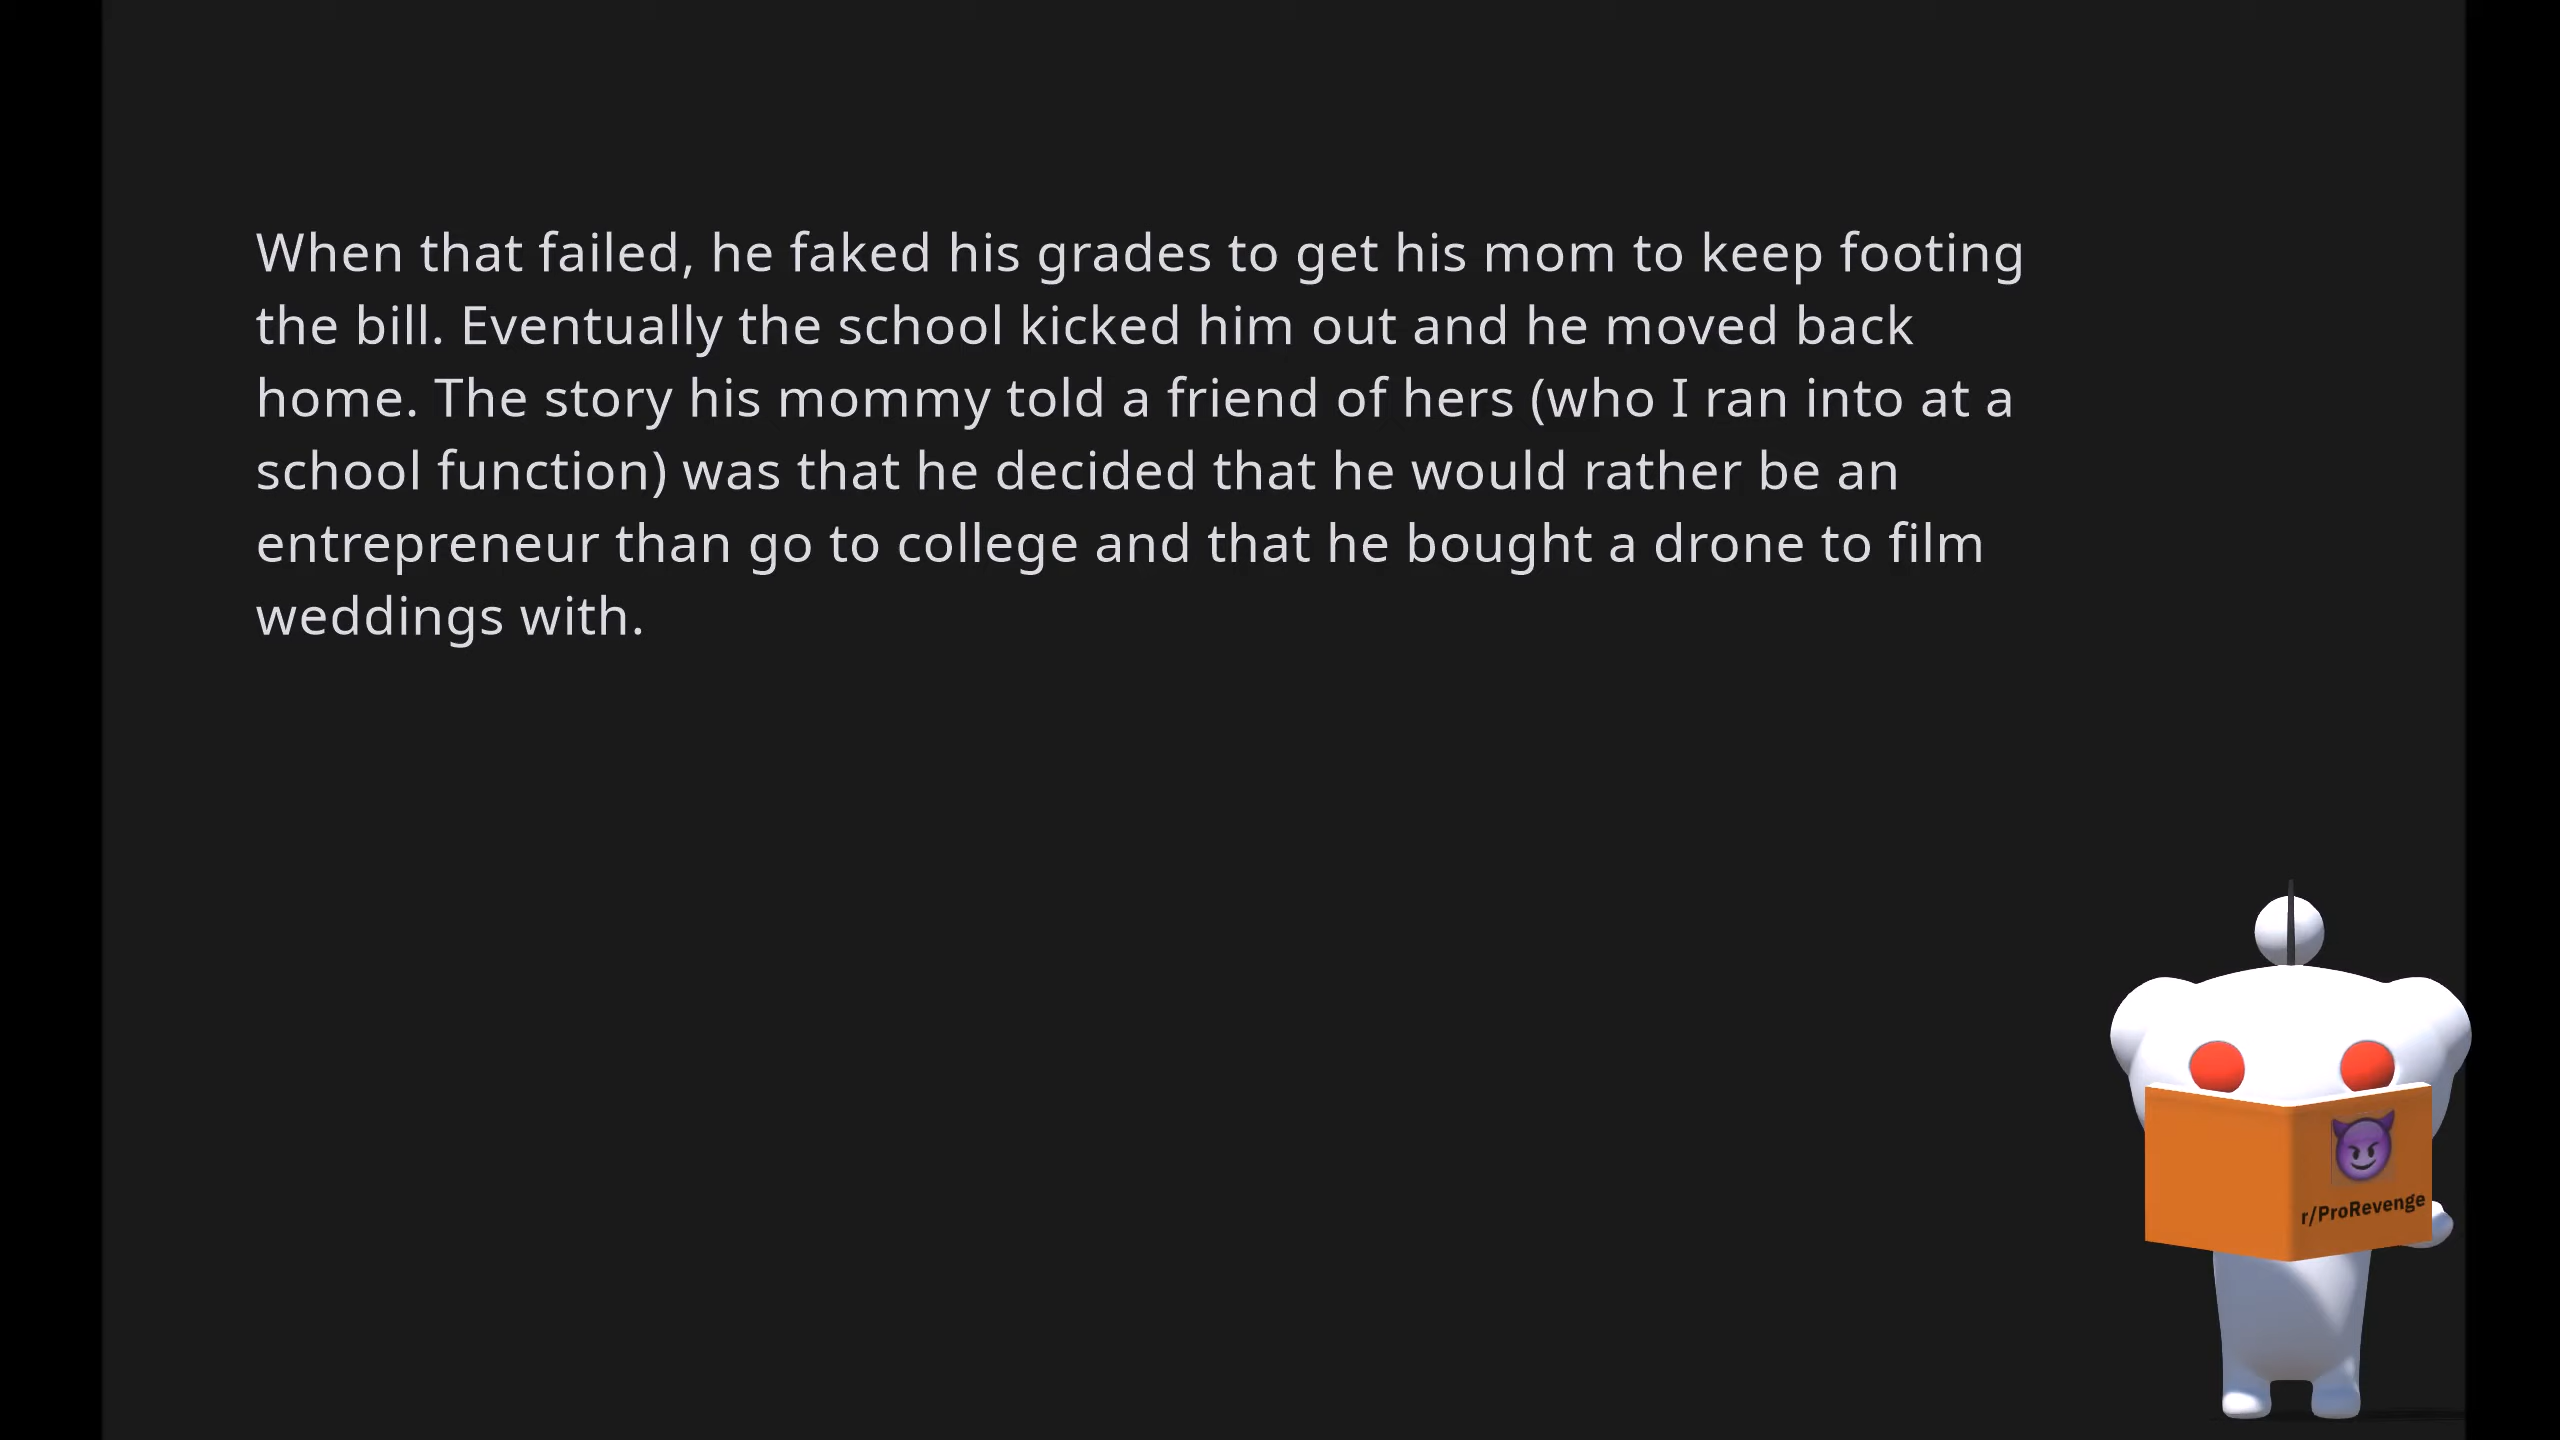 When that failed, he faked his grades to get his mom to keep footing
the bill. Eventually the school kicked him out and he moved back
home. The story his mommy told a friend of hers (who I ran into at a
school function) was that he decided that he would rather be an
entrepreneur than go to college and that he bought a drone to film
weddings with.
r/ProRevenge